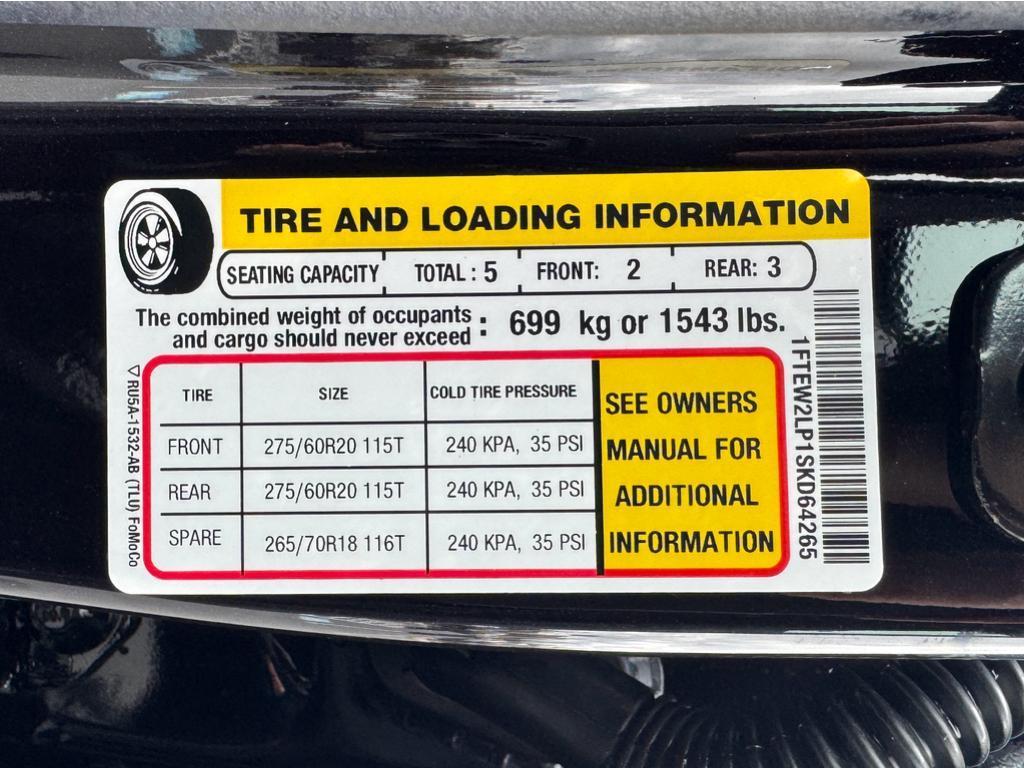 TIRE AND LOADING INFORMATION
SEATING CAPACITY TOTAL : 5 FRONT: 2 REAR: 3
The combined weight of occupants
and cargo should never exceed : 699 kg or 1543 lbs.
TIRE SIZE COLD TIRE PRESSURE
FRONT 275/60R20 115T 240 KPA, 35 PSI
REAR 275/60R20 115T 240 KPA, 35 PSI
SPARE 265/70R18 116T 240 KPA, 35 PSI
SEE OWNERS
MANUAL FOR
ADDITIONAL
INFORMATION
▽RU5A-1532-AB (TLU) FoMoCo
1FTEW2LP1SKD64265